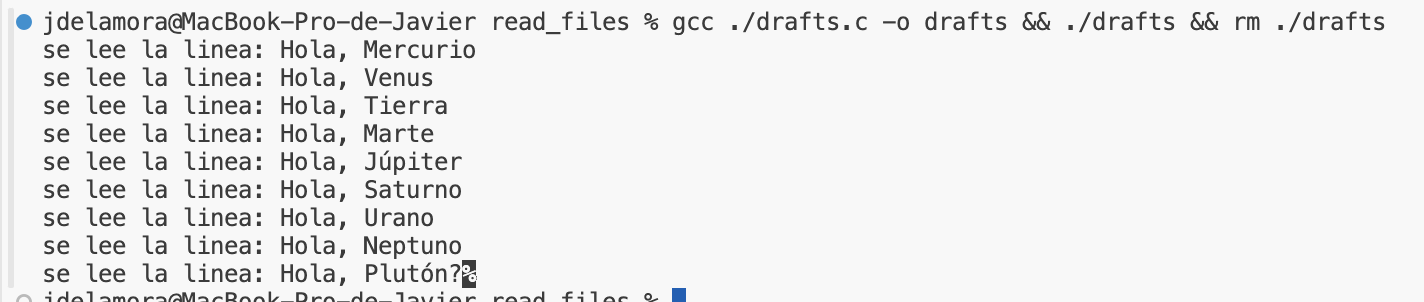 jdelamora@MacBook-Pro-de-Javier read_files % gcc ./drafts.c -o drafts && ./drafts && rm ./drafts
se lee la linea: Hola, Mercurio
se lee la linea: Hola, Venus
se lee la linea: Hola, Tierra
se lee la linea: Hola, Marte
se lee la linea: Hola, Júpiter
se lee la linea: Hola, Saturno
se lee la linea: Hola, Urano
se lee la linea: Hola, Neptuno
se lee la linea: Hola, Plutón?%
jdelamora@MacBook-Pro-de-Javier read_files %